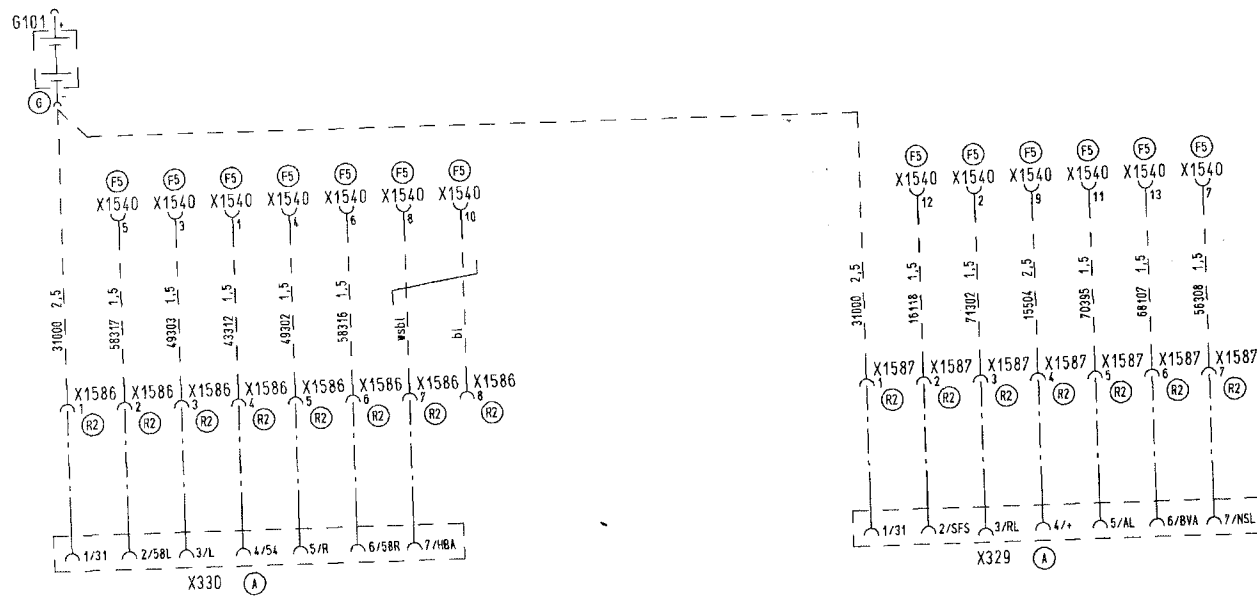 G101
+
-
G
F5 F5 F5 F5 F5 F5 F5
X1540 X1540 X1540 X1540 X1540 X1540 X1540
5 3 1 4 6 8 10
31000 2,5
58317 1,5
49303 1,5
43312 1,5
49302 1,5
58316 1,5
wsbl
bl
X1586 X1586 X1586 X1586 X1586 X1586 X1586 X1586
1 2 3 4 5 6 7 8
R2 R2 R2 R2 R2 R2 R2 R2
1/31 2/58L 3/L 4/54 5/R 6/58R 7/HBA
X330 A
F5 F5 F5 F5 F5 F5
X1540 X1540 X1540 X1540 X1540 X1540
12 2 9 11 13 7
31000 2,5
16118 1,5
71302 1,5
15504 2,5
70395 1,5
68107 1,5
56308 1,5
X1587 X1587 X1587 X1587 X1587 X1587 X1587
1 2 3 4 5 6 7
R2 R2 R2 R2 R2 R2 R2
1/31 2/SFS 3/RL 4/+ 5/AL 6/BVA 7/NSL
X329 A